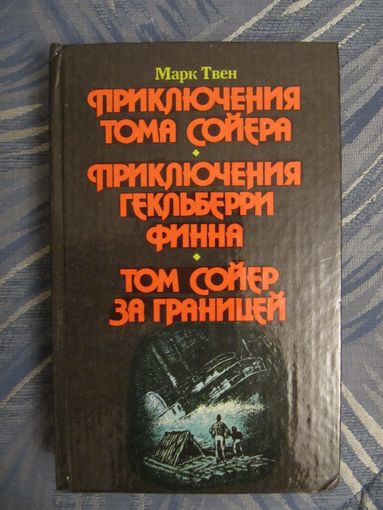 Марк Твен
ПРИКЛЮЧЕНИЯ
ТОМА СОЙЕРА
ПРИКЛЮЧЕНИЯ
ГЕКЛЬБЕРРИ
ФИННА
ТОМ СОЙЕР
ЗА ГРАНИЦЕЙ